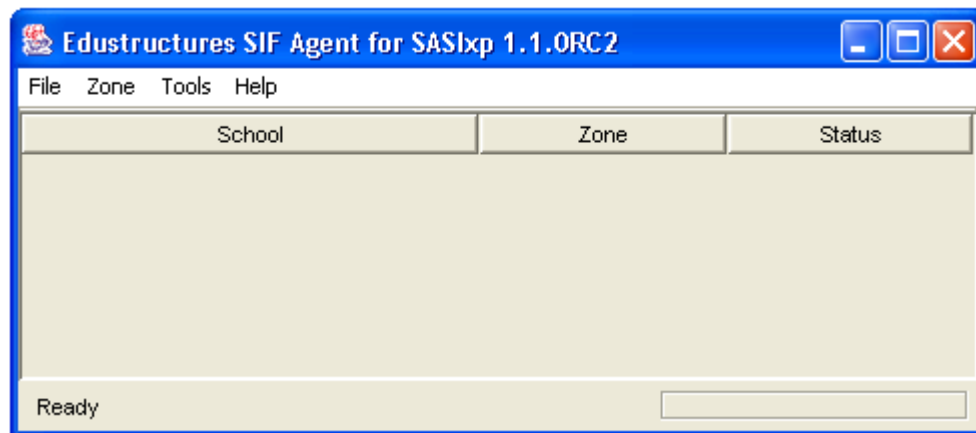 Edustructures SIF Agent for SASIxp 1.1.0RC2
File Zone Tools Help
School Zone Status
Ready